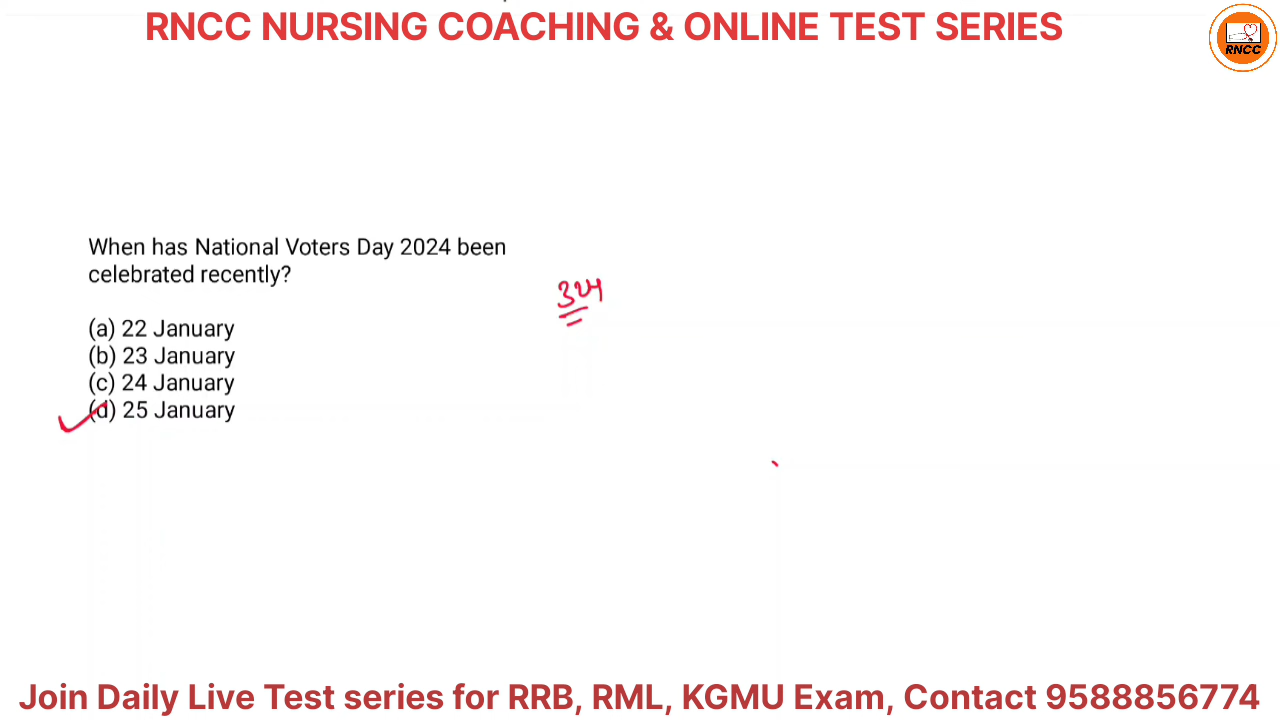 RNCC NURSING COACHING & ONLINE TEST SERIES
RNCC
When has National Voters Day 2024 been
celebrated recently?
324
(a) 22 January
(b) 23 January
(c) 24 January
(d) 25 January
Join Daily Live Test series for RRB, RML, KGMU Exam, Contact 9588856774